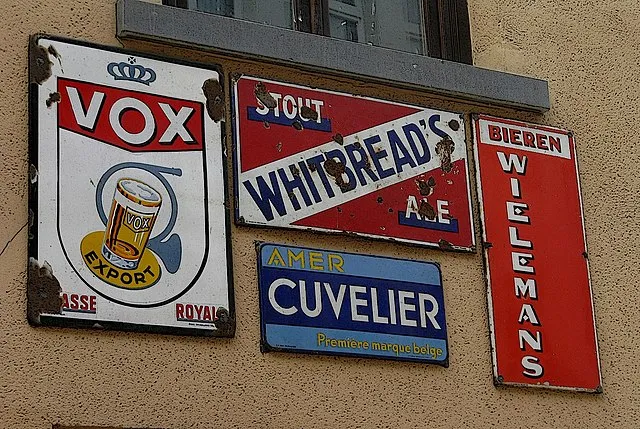 VOX
VOX
EXPORT
ASSE
ROYAL
STOUT
WHITBREAD'S
ALE
AMER
CUVELIER
Première marque belge
BIEREN
WIELEMANS